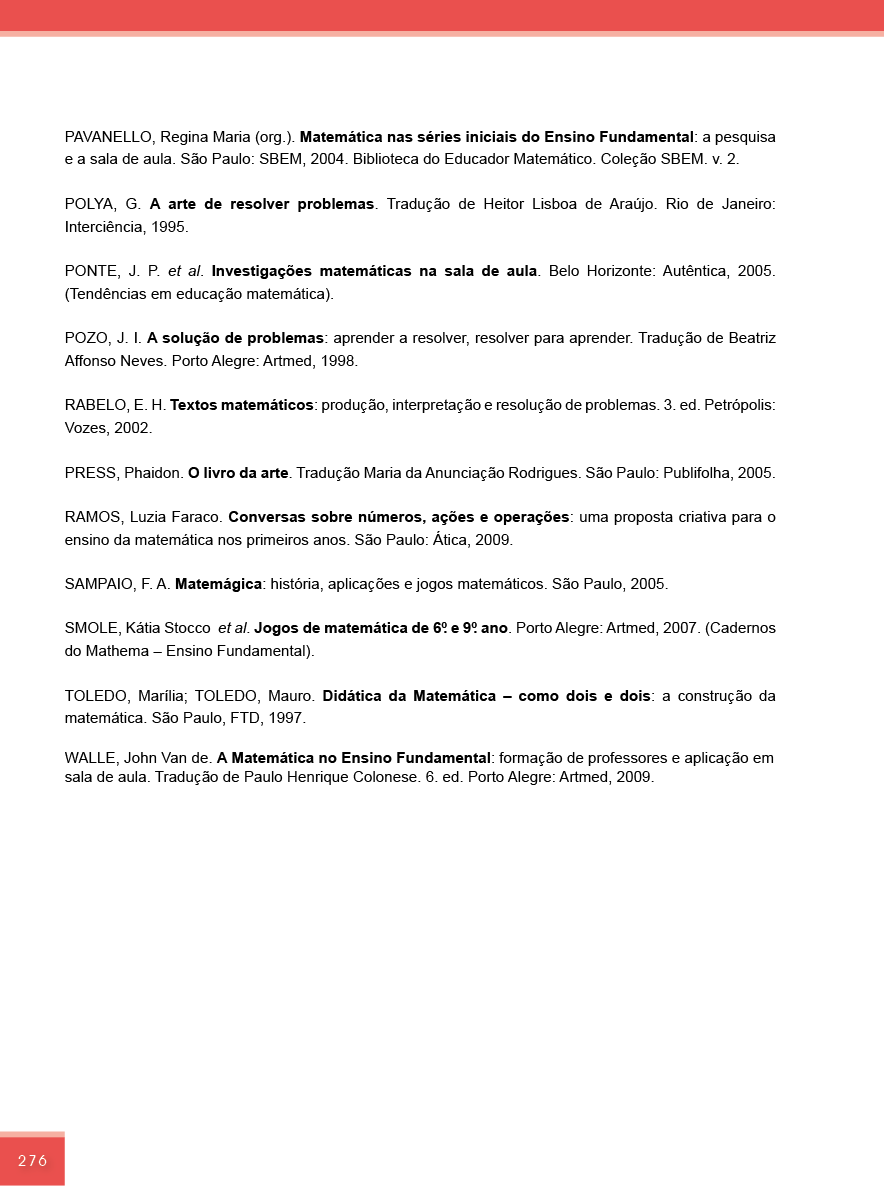 PAVANELLO, Regina Maria (org.). Matemática nas séries iniciais do Ensino Fundamental: a pesquisa
e a sala de aula. São Paulo: SBEM, 2004. Biblioteca do Educador Matemático. Coleção SBEM. v. 2.
POLYA, G. A arte de resolver problemas. Tradução de Heitor Lisboa de Araújo. Rio de Janeiro:
Interciência, 1995.
PONTE, J. P. et al. Investigações matemáticas na sala de aula. Belo Horizonte: Autêntica, 2005.
(Tendências em educação matemática).
POZO, J. I. A solução de problemas: aprender a resolver, resolver para aprender. Tradução de Beatriz
Affonso Neves. Porto Alegre: Artmed, 1998.
RABELO, E. H. Textos matemáticos: produção, interpretação e resolução de problemas. 3. ed. Petrópolis:
Vozes, 2002.
PRESS, Phaidon. O livro da arte. Tradução Maria da Anunciação Rodrigues. São Paulo: Publifolha, 2005.
RAMOS, Luzia Faraco. Conversas sobre números, ações e operações: uma proposta criativa para o
ensino da matemática nos primeiros anos. São Paulo: Ática, 2009.
SAMPAIO, F. A. Matemágica: história, aplicações e jogos matemáticos. São Paulo, 2005.
SMOLE, Kátia Stocco et al. Jogos de matemática de 6º. e 9º. ano. Porto Alegre: Artmed, 2007. (Cadernos
do Mathema – Ensino Fundamental).
TOLEDO, Marília; TOLEDO, Mauro. Didática da Matemática – como dois e dois: a construção da
matemática. São Paulo, FTD, 1997.
WALLE, John Van de. A Matemática no Ensino Fundamental: formação de professores e aplicação em
sala de aula. Tradução de Paulo Henrique Colonese. 6. ed. Porto Alegre: Artmed, 2009.
276